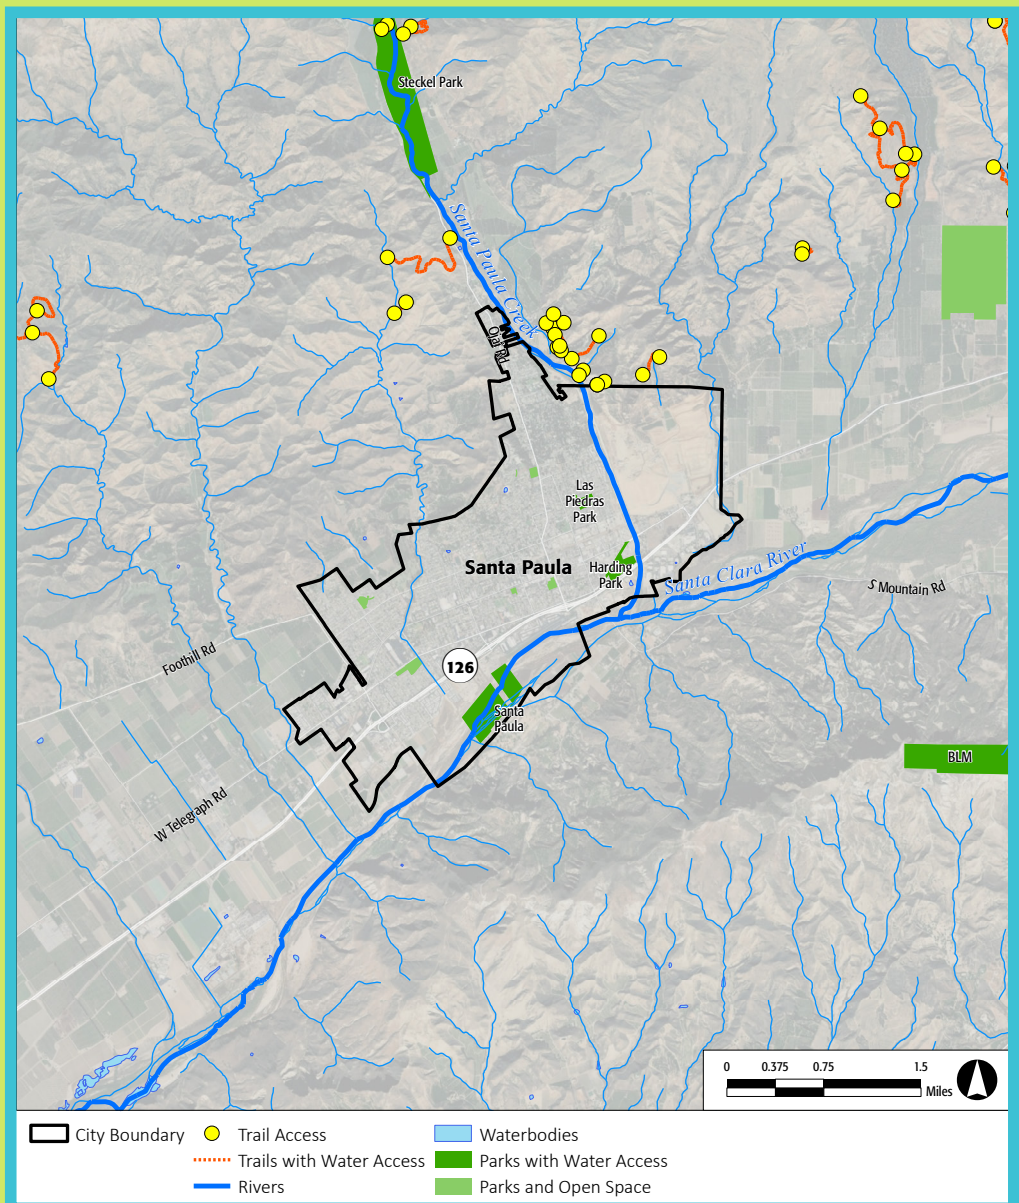 Steckel Park
Santa Paula Creek
Ojai Rd
Las
Piedras
Park
Santa Paula
Harding
Park
Santa Clara River
S Mountain Rd
Foothill Rd
126
Santa
Paula
BLM
W Telegraph Rd
0 0.375 0.75 1.5
Miles
City Boundary
Trail Access
Trails with Water Access
Rivers
Waterbodies
Parks with Water Access
Parks and Open Space